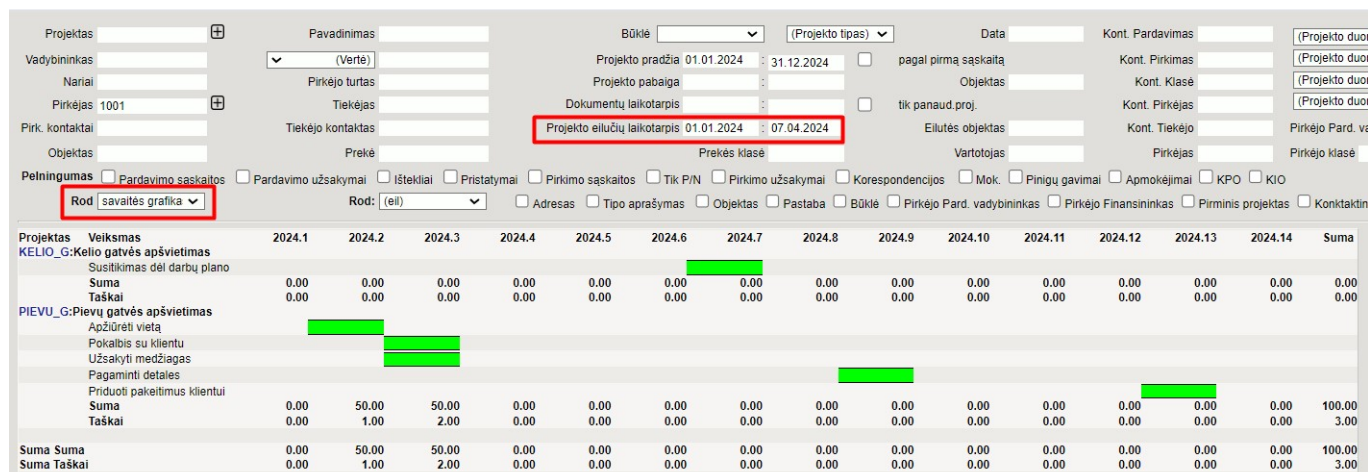 Projektas Pavadinimas Būklė (Projekto tipas) Data Kont. Pardavimas (Projekto duor
Vadybininkas (Vertė) Projekto pradžia 01.01.2024 : 31.12.2024 pagal pirmą sąskaitą Kont. Pirkimas (Projekto duor
Nariai Pirkėjo turtas Projekto pabaiga : Objektas Kont. Klasė (Projekto duor
Pirkėjas 1001 Tiekėjas Dokumentų laikotarpis : tik panaud.proj. Kont. Pirkėjas (Projekto duor
Pirk. kontaktai Tiekėjo kontaktas Projekto eilučių laikotarpis 01.01.2024 : 07.04.2024 Eilutės objektas Kont. Tiekėjo Pirkėjo Pard. va
Objektas Prekė Prekės klasė Vartotojas Pirkėjas Pirkėjo klasė
Pelningumas Pardavimo sąskaitos Pardavimo užsakymai Ištekliai Pristatymai Pirkimo sąskaitos Tik P/N Pirkimo užsakymai Korespondencijos Mok. Pinigų gavimai Apmokėjimai KPO KIO
Rod savaitės grafika Rod: (eil) Adresas Tipo aprašymas Objektas Pastaba Būklė Pirkėjo Pard. vadybininkas Pirkėjo Finansininkas Pirminis projektas Konktaktin
Projektas Veiksmas 2024.1 2024.2 2024.3 2024.4 2024.5 2024.6 2024.7 2024.8 2024.9 2024.10 2024.11 2024.12 2024.13 2024.14 Suma
KELIO_G:Kelio gatvės apšvietimas
Susitikimas dėl darbų plano
Suma 0.00 0.00 0.00 0.00 0.00 0.00 0.00 0.00 0.00 0.00 0.00 0.00 0.00 0.00 0.00
Taškai 0.00 0.00 0.00 0.00 0.00 0.00 0.00 0.00 0.00 0.00 0.00 0.00 0.00 0.00 0.00
PIEVU_G:Pievų gatvės apšvietimas
Apžiūrėti vietą
Pokalbis su klientu
Užsakyti medžiagas
Pagaminti detales
Priduoti pakeitimus klientui
Suma 0.00 50.00 50.00 0.00 0.00 0.00 0.00 0.00 0.00 0.00 0.00 0.00 0.00 0.00 100.00
Taškai 0.00 1.00 2.00 0.00 0.00 0.00 0.00 0.00 0.00 0.00 0.00 0.00 0.00 0.00 3.00
Suma Suma 0.00 50.00 50.00 0.00 0.00 0.00 0.00 0.00 0.00 0.00 0.00 0.00 0.00 0.00 100.00
Suma Taškai 0.00 1.00 2.00 0.00 0.00 0.00 0.00 0.00 0.00 0.00 0.00 0.00 0.00 0.00 3.00